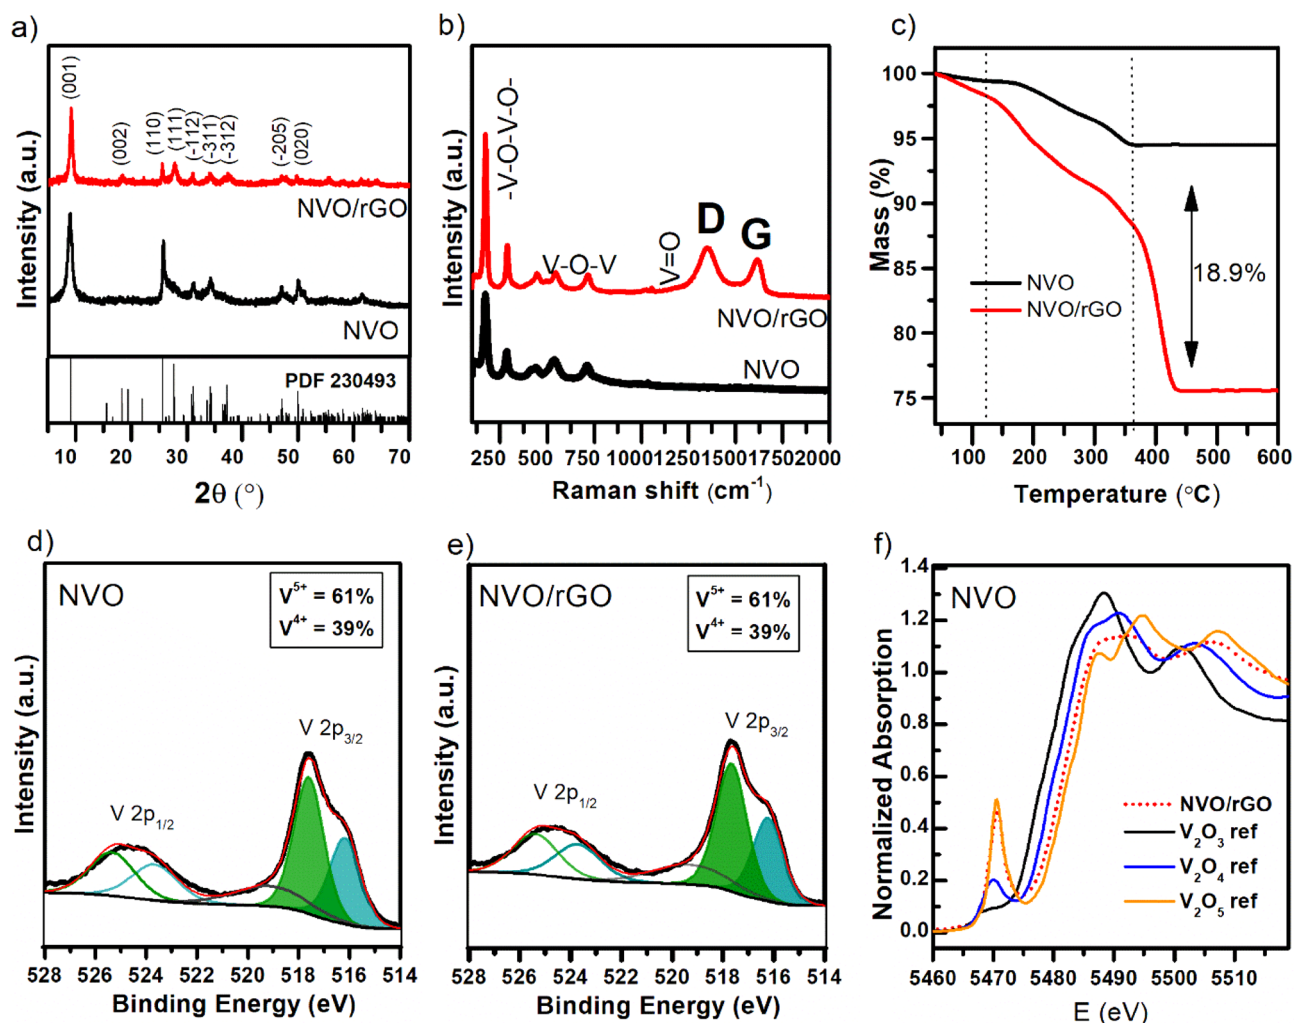 a)
Intensity (a.u.)
(001)
(002)
(110)
(111)
(-112)
(-311)
(-312)
(-205)
(020)
NVO/rGO
NVO
PDF 230493
10 20 30 40 50 60 70
2θ (°)
b)
Intensity (a.u.)
-V-O-V-O-
V-O-V
V=O
D
G
NVO/rGO
NVO
250 500 750 1000 1250 1500 1750 2000
Raman shift (cm⁻¹)
c)
Mass (%)
100
95
90
85
80
75
NVO
NVO/rGO
18.9%
100 200 300 400 500 600
Temperature (°C)
d)
NVO
V⁵⁺ = 61%
V⁴⁺ = 39%
Intensity (a.u.)
V 2p₁/₂
V 2p₃/₂
528 526 524 522 520 518 516 514
Binding Energy (eV)
e)
NVO/rGO
V⁵⁺ = 61%
V⁴⁺ = 39%
Intensity (a.u.)
V 2p₁/₂
V 2p₃/₂
528 526 524 522 520 518 516 514
Binding Energy (eV)
f)
NVO
Normalized Absorption
1.4
1.2
1.0
0.8
0.6
0.4
0.2
0.0
NVO/rGO
V₂O₃ ref
V₂O₄ ref
V₂O₅ ref
5460 5470 5480 5490 5500 5510
E (eV)